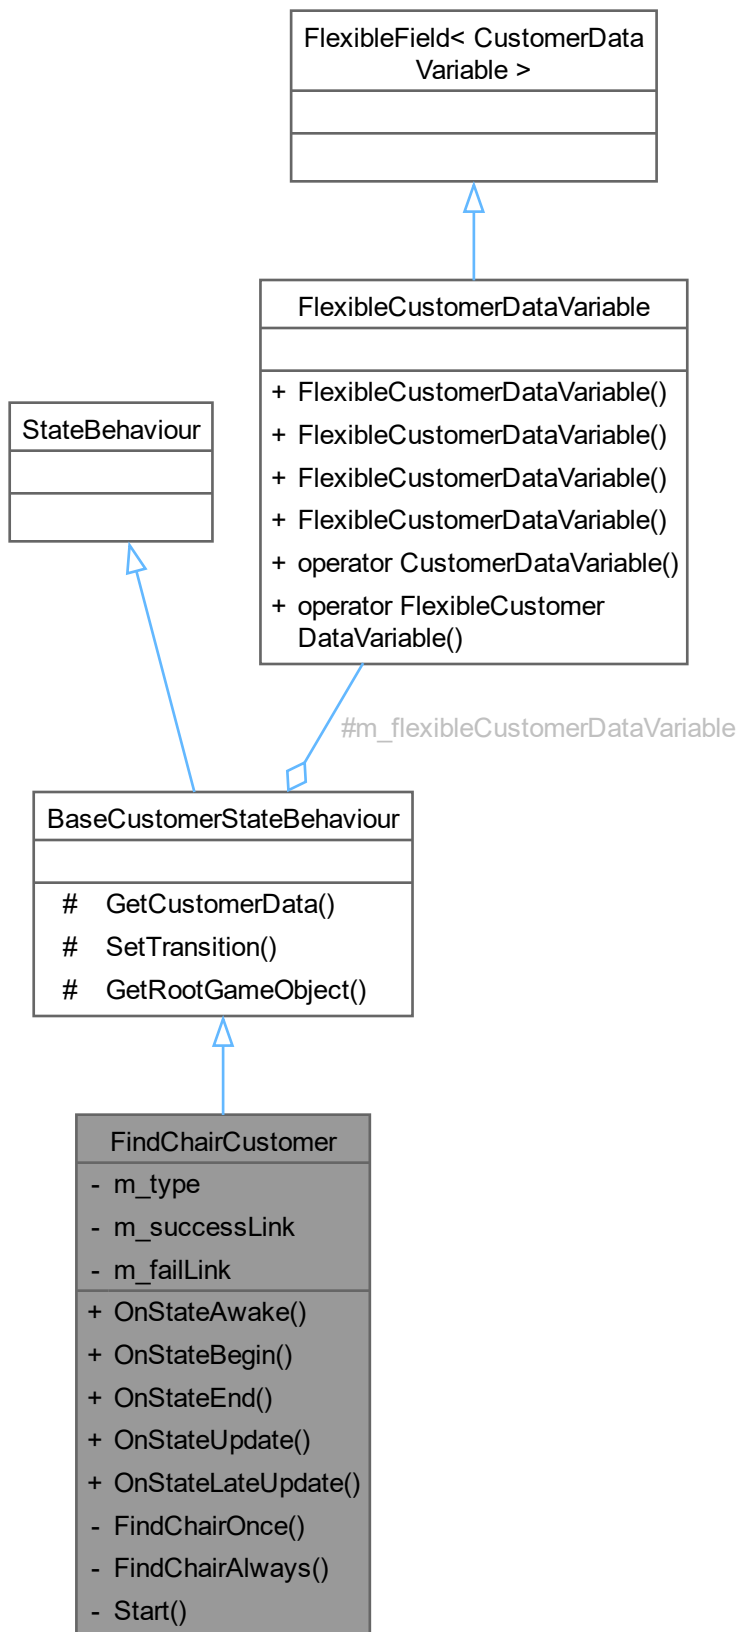 FlexibleField< CustomerData
Variable >
FlexibleCustomerDataVariable
+ FlexibleCustomerDataVariable()
+ FlexibleCustomerDataVariable()
+ FlexibleCustomerDataVariable()
+ FlexibleCustomerDataVariable()
+ operator CustomerDataVariable()
+ operator FlexibleCustomer
DataVariable()
StateBehaviour
#m_flexibleCustomerDataVariable
BaseCustomerStateBehaviour
# GetCustomerData()
# SetTransition()
# GetRootGameObject()
FindChairCustomer
- m_type
- m_successLink
- m_failLink
+ OnStateAwake()
+ OnStateBegin()
+ OnStateEnd()
+ OnStateUpdate()
+ OnStateLateUpdate()
- FindChairOnce()
- FindChairAlways()
- Start()